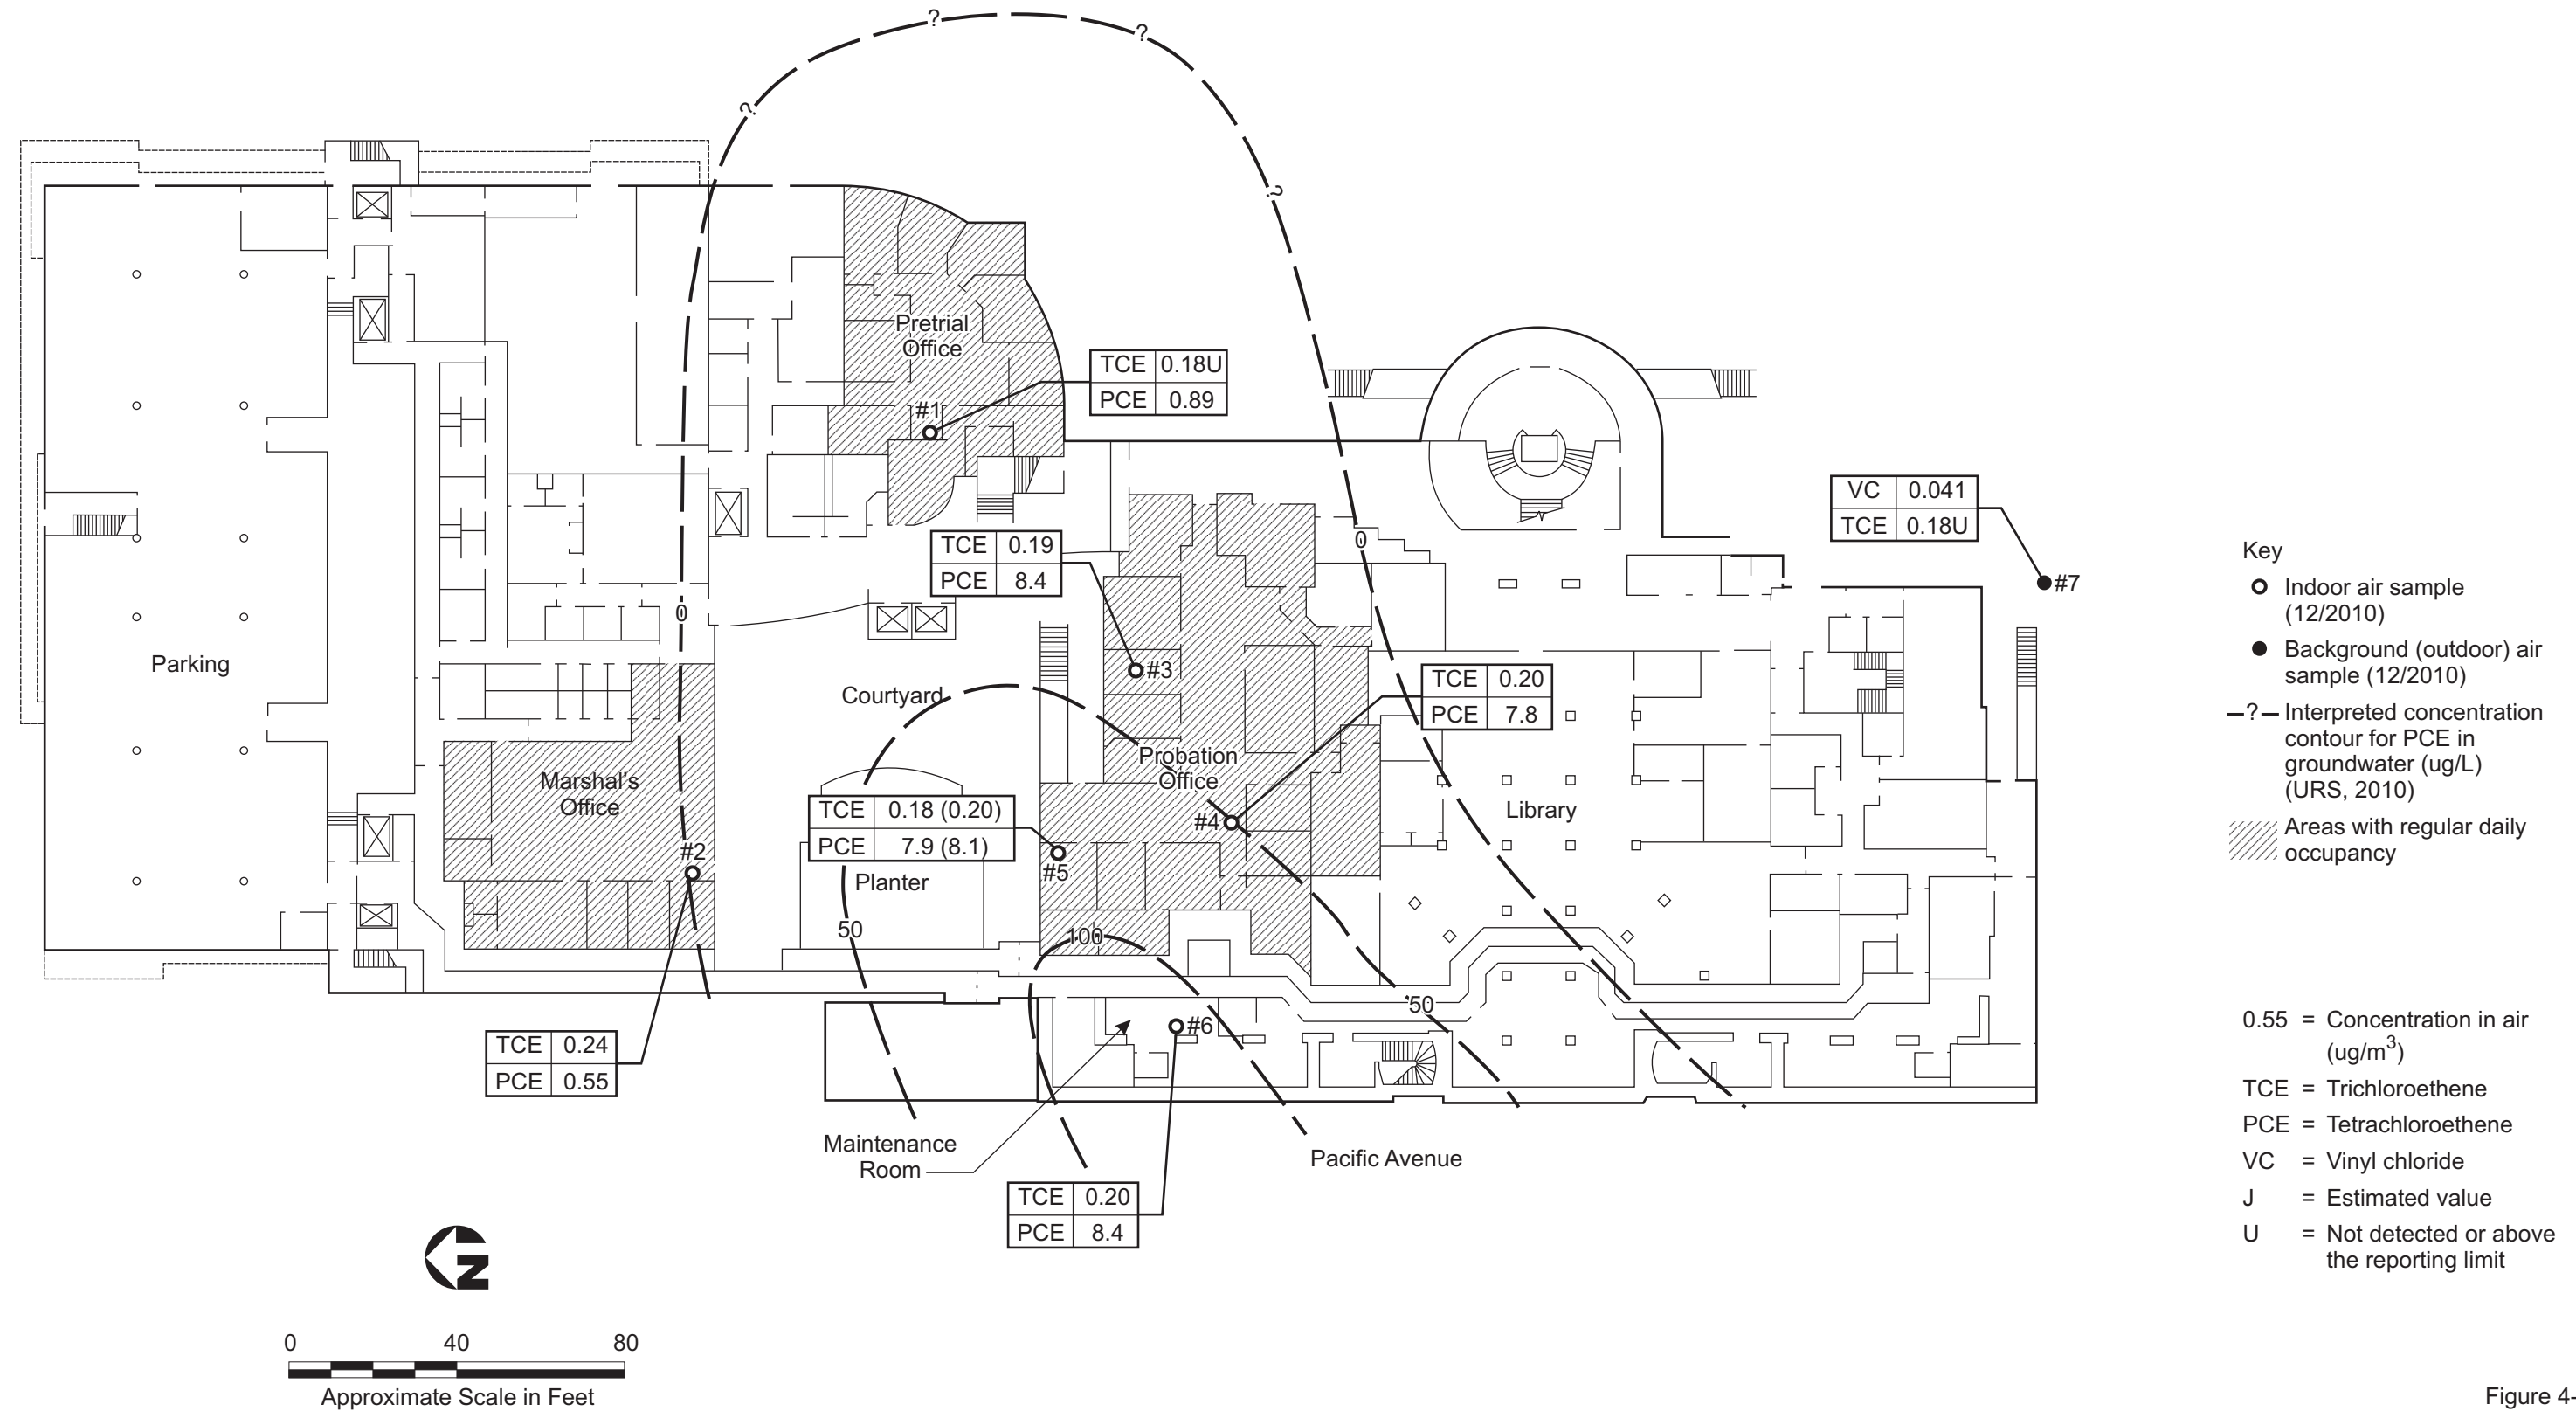 ?
?
?
?
Pretrial
Office
TCE 0.18U
PCE 0.89
#1
VC 0.041
TCE 0.18U
#7
TCE 0.19
PCE 8.4
0
0
Parking
#3
Courtyard
TCE 0.20
PCE 7.8
Probation
Office
Marshal's
Office
Library
TCE 0.18 (0.20)
PCE 7.9 (8.1)
#4
#2
#5
Planter
50
100
50
#6
TCE 0.24
PCE 0.55
Maintenance
Room
Pacific Avenue
TCE 0.20
PCE 8.4
N
0 40 80
Approximate Scale in Feet
Key
Indoor air sample
(12/2010)
Background (outdoor) air
sample (12/2010)
? Interpreted concentration
contour for PCE in
groundwater (ug/L)
(URS, 2010)
Areas with regular daily
occupancy
0.55 = Concentration in air
(ug/m3)
TCE = Trichloroethene
PCE = Tetrachloroethene
VC = Vinyl chloride
J = Estimated value
U = Not detected or above
the reporting limit
Figure 4-